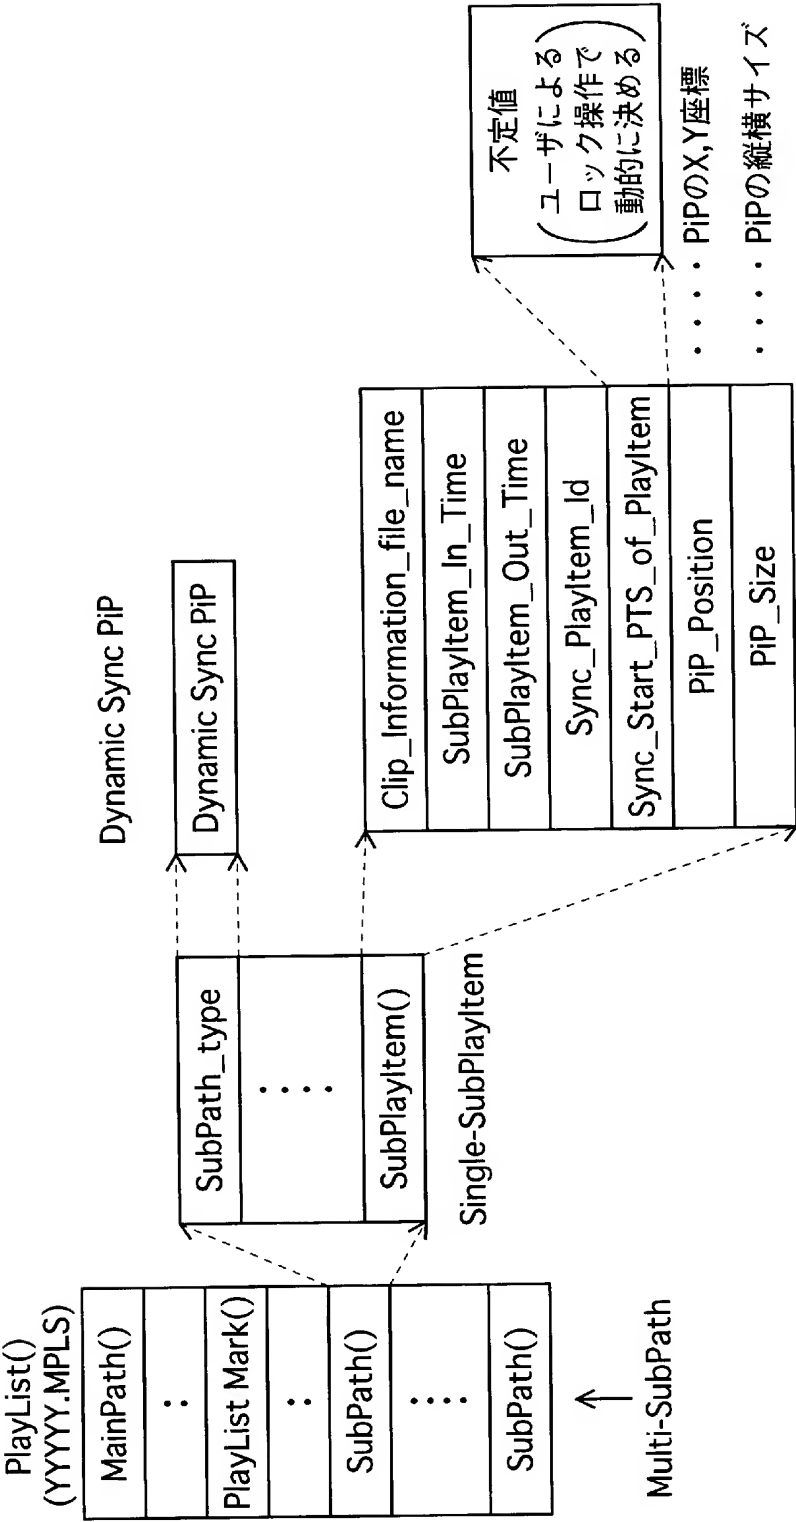 PlayList()
(YYYYY.MPLS)
MainPath()
: 
PlayList Mark()
: 
SubPath()
・・・・
SubPath()
Multi-SubPath
SubPath_type
・・・・
SubPlayItem()
Single-SubPlayItem
Dynamic Sync PiP
Dynamic Sync PiP
Clip_Information_file_name
SubPlayItem_In_Time
SubPlayItem_Out_Time
Sync_PlayItem_Id
Sync_Start_PTS_of_PlayItem
PiP_Position
PiP_Size
不定値
(ユーザによる
ロック操作で
動的に決める)
・・・・PiPのX,Y座標
・・・・PiPの縦横サイズ